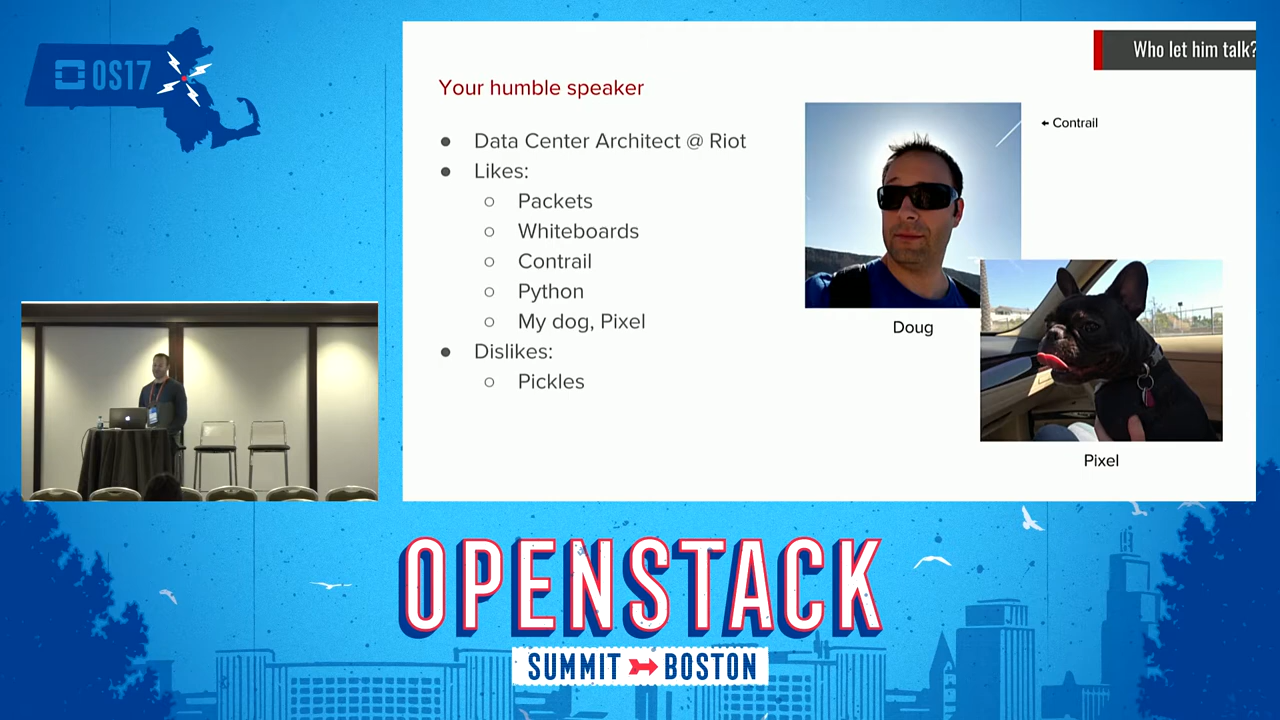 OS17
Who let him talk?
Your humble speaker
● Data Center Architect @ Riot
● Likes:
○ Packets
○ Whiteboards
○ Contrail
○ Python
○ My dog, Pixel
● Dislikes:
○ Pickles
← Contrail
Doug
Pixel
OPENSTACK
SUMMIT BOSTON